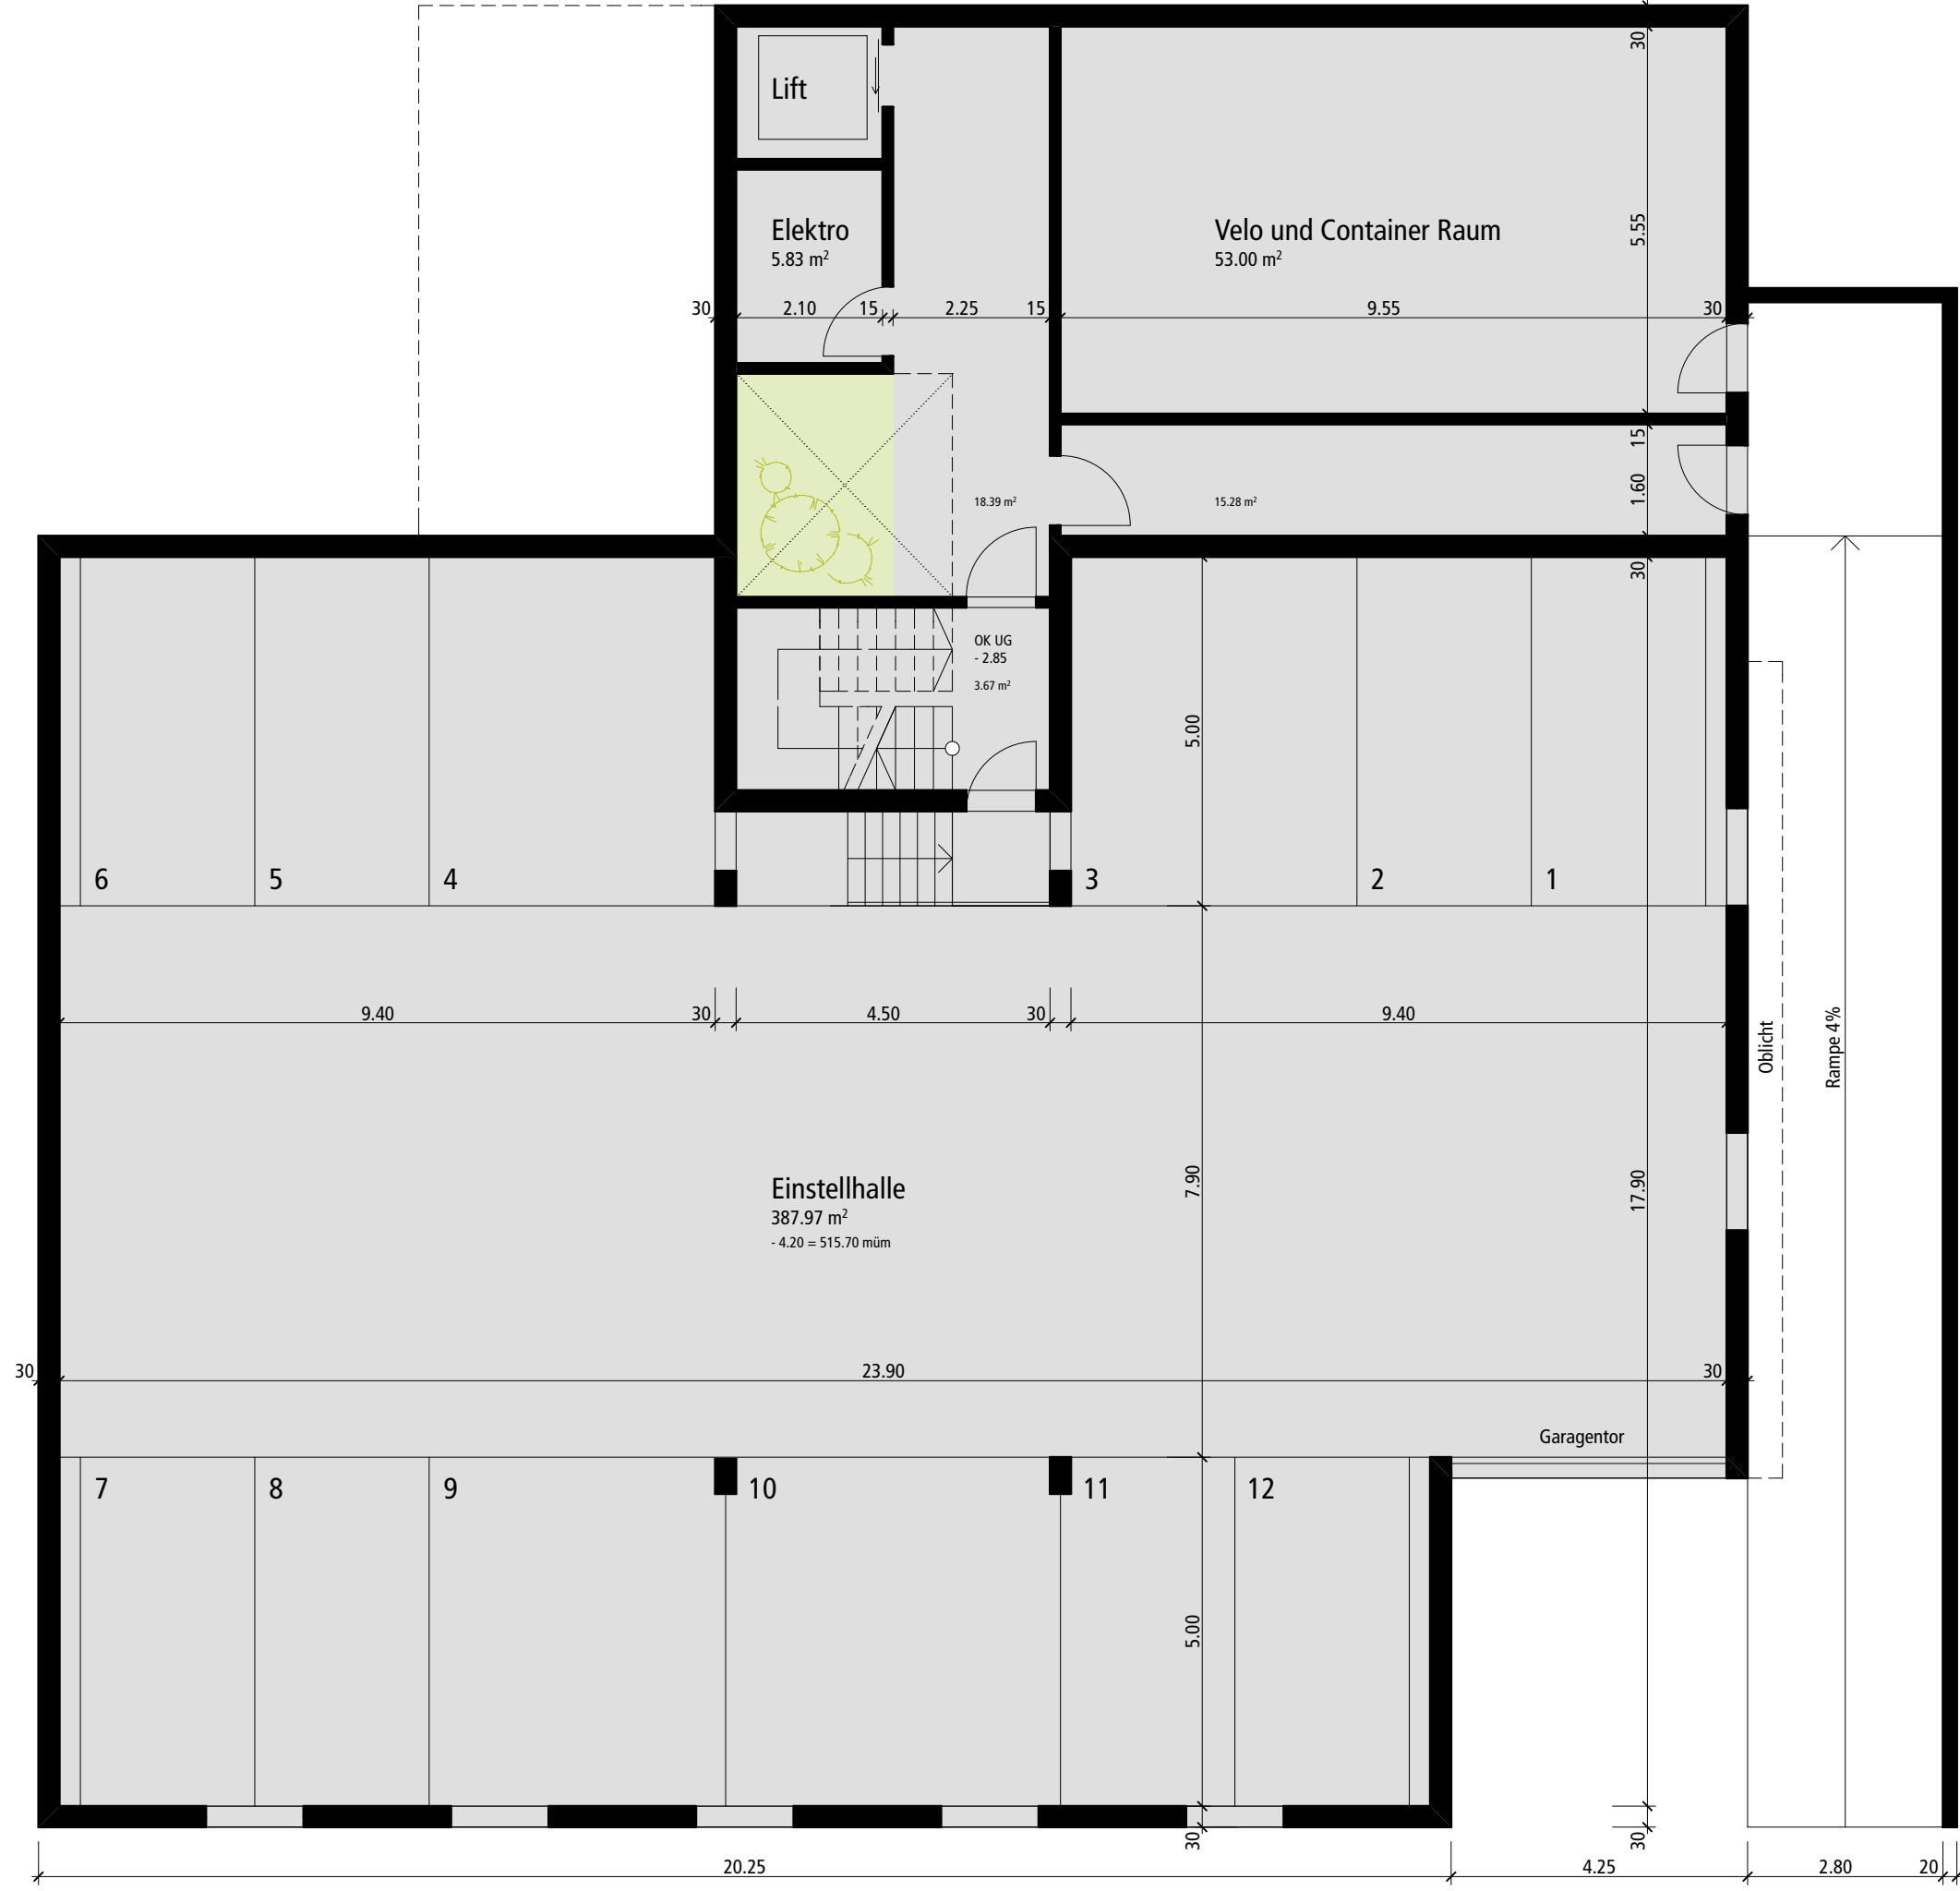 30
Lift
Elektro
5.83 m²
Velo und Container Raum
53.00 m²
5.55
30
2.10
15
2.25
15
9.55
30
15
1.60
18.39 m²
15.28 m²
30
OK UG
- 2.85
3.67 m²
5.00
6
5
4
3
2
1
9.40
30
4.50
30
9.40
Oblicht
Rampe 4%
Einstellhalle
387.97 m²
- 4.20 = 515.70 müm
7.90
17.90
30
23.90
30
Garagentor
7
8
9
10
11
12
5.00
30
30
20.25
4.25
2.80
20